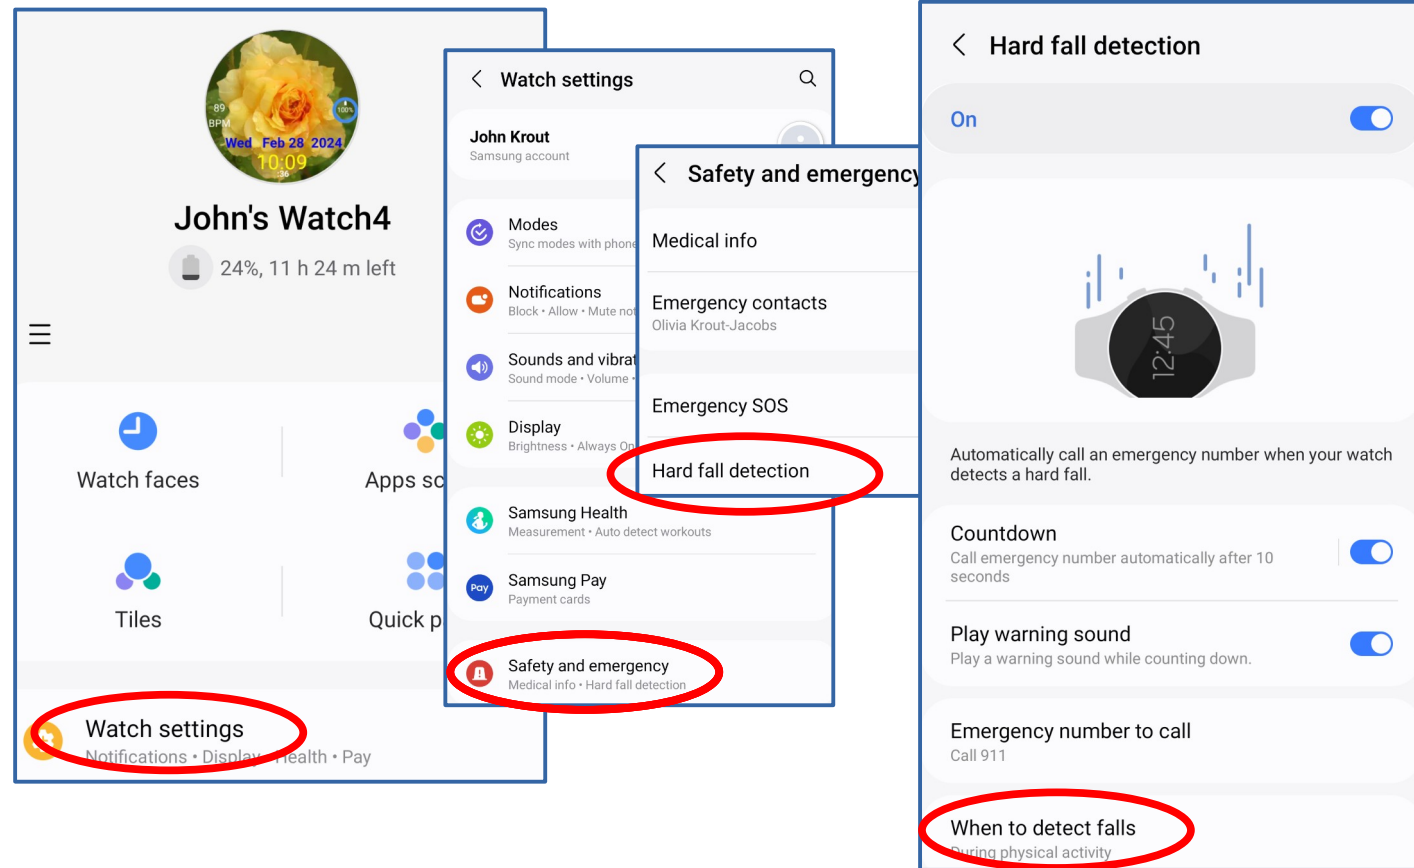 89
BPM
100%
Wed Feb 28 2024
10:09
:36
John's Watch4
24%, 11 h 24 m left
Watch faces
Apps sc
Tiles
Quick p
Watch settings
Notifications • Display • Health • Pay
Watch settings
John Krout
Samsung account
Modes
Sync modes with phone
Notifications
Block • Allow • Mute not
Sounds and vibrat
Sound mode • Volume •
Display
Brightness • Always On
Samsung Health
Measurement • Auto detect workouts
Pay
Samsung Pay
Payment cards
Safety and emergency
Medical info • Hard fall detection
Safety and emergency
Medical info
Emergency contacts
Olivia Krout-Jacobs
Emergency SOS
Hard fall detection
Hard fall detection
On
12:45
Automatically call an emergency number when your watch
detects a hard fall.
Countdown
Call emergency number automatically after 10
seconds
Play warning sound
Play a warning sound while counting down.
Emergency number to call
Call 911
When to detect falls
During physical activity